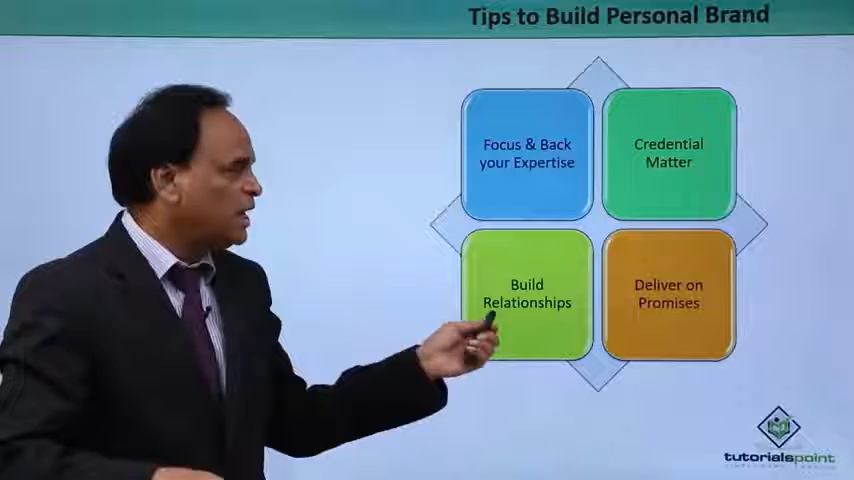 Tips to Build Personal Brand
Focus & Back
your Expertise
Credential
Matter
Build
Relationships
Deliver on
Promises
tutorialspoint